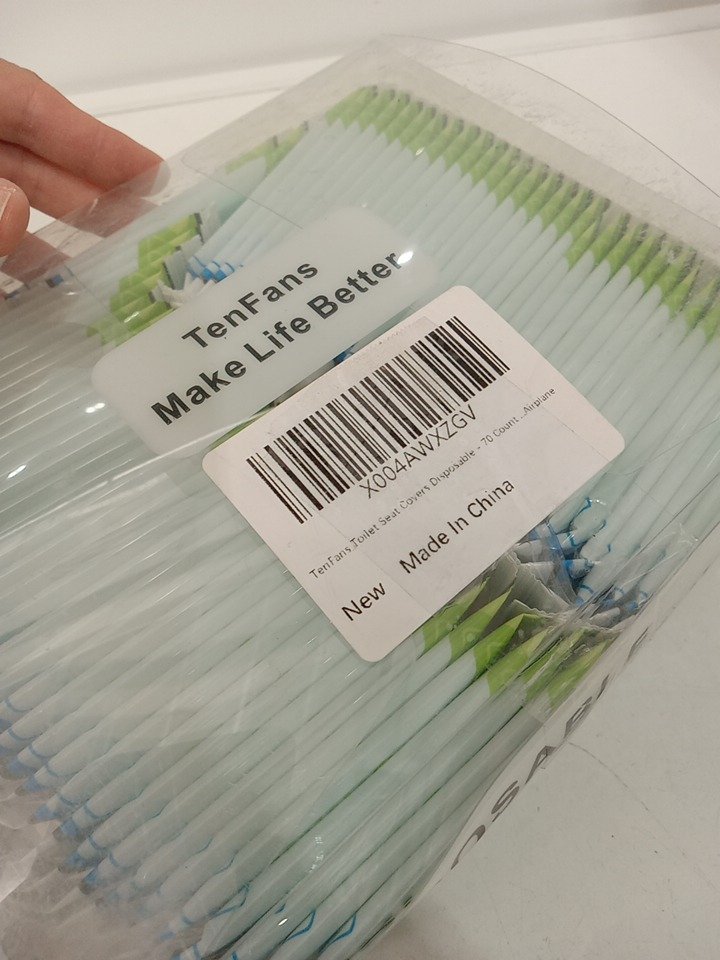 TenFans
Make Life Better
X004AWXZGV
TenFans Toilet Seat Covers Disposable - 70 Count...Airplane
New Made In China